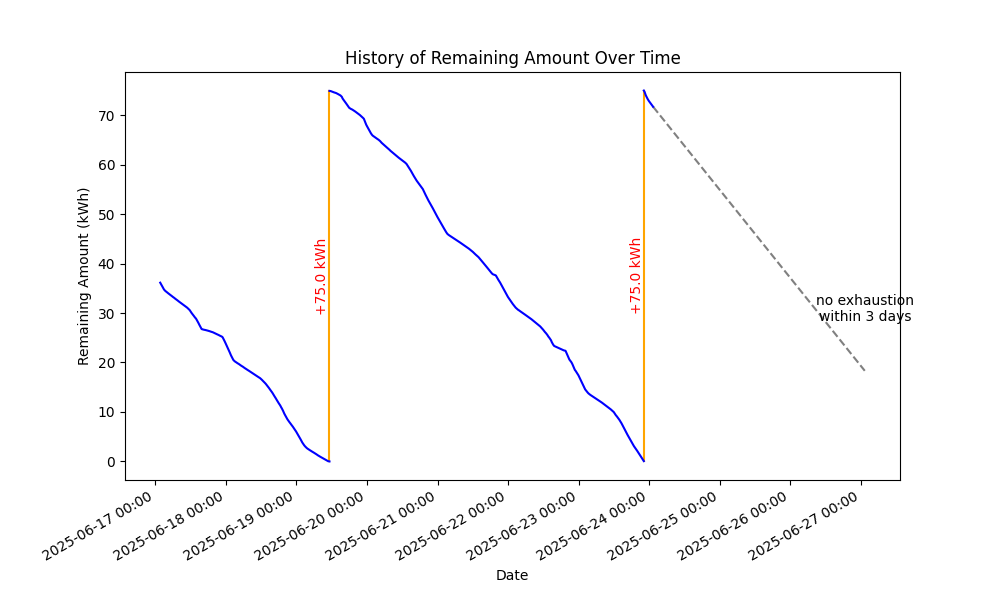 History of Remaining Amount Over Time
Remaining Amount (kWh)
70
60
50
40
30
20
10
0
+75.0 kWh
+75.0 kWh
no exhaustion
within 3 days
2025-06-17 00:00
2025-06-18 00:00
2025-06-19 00:00
2025-06-20 00:00
2025-06-21 00:00
2025-06-22 00:00
2025-06-23 00:00
2025-06-24 00:00
2025-06-25 00:00
2025-06-26 00:00
2025-06-27 00:00
Date